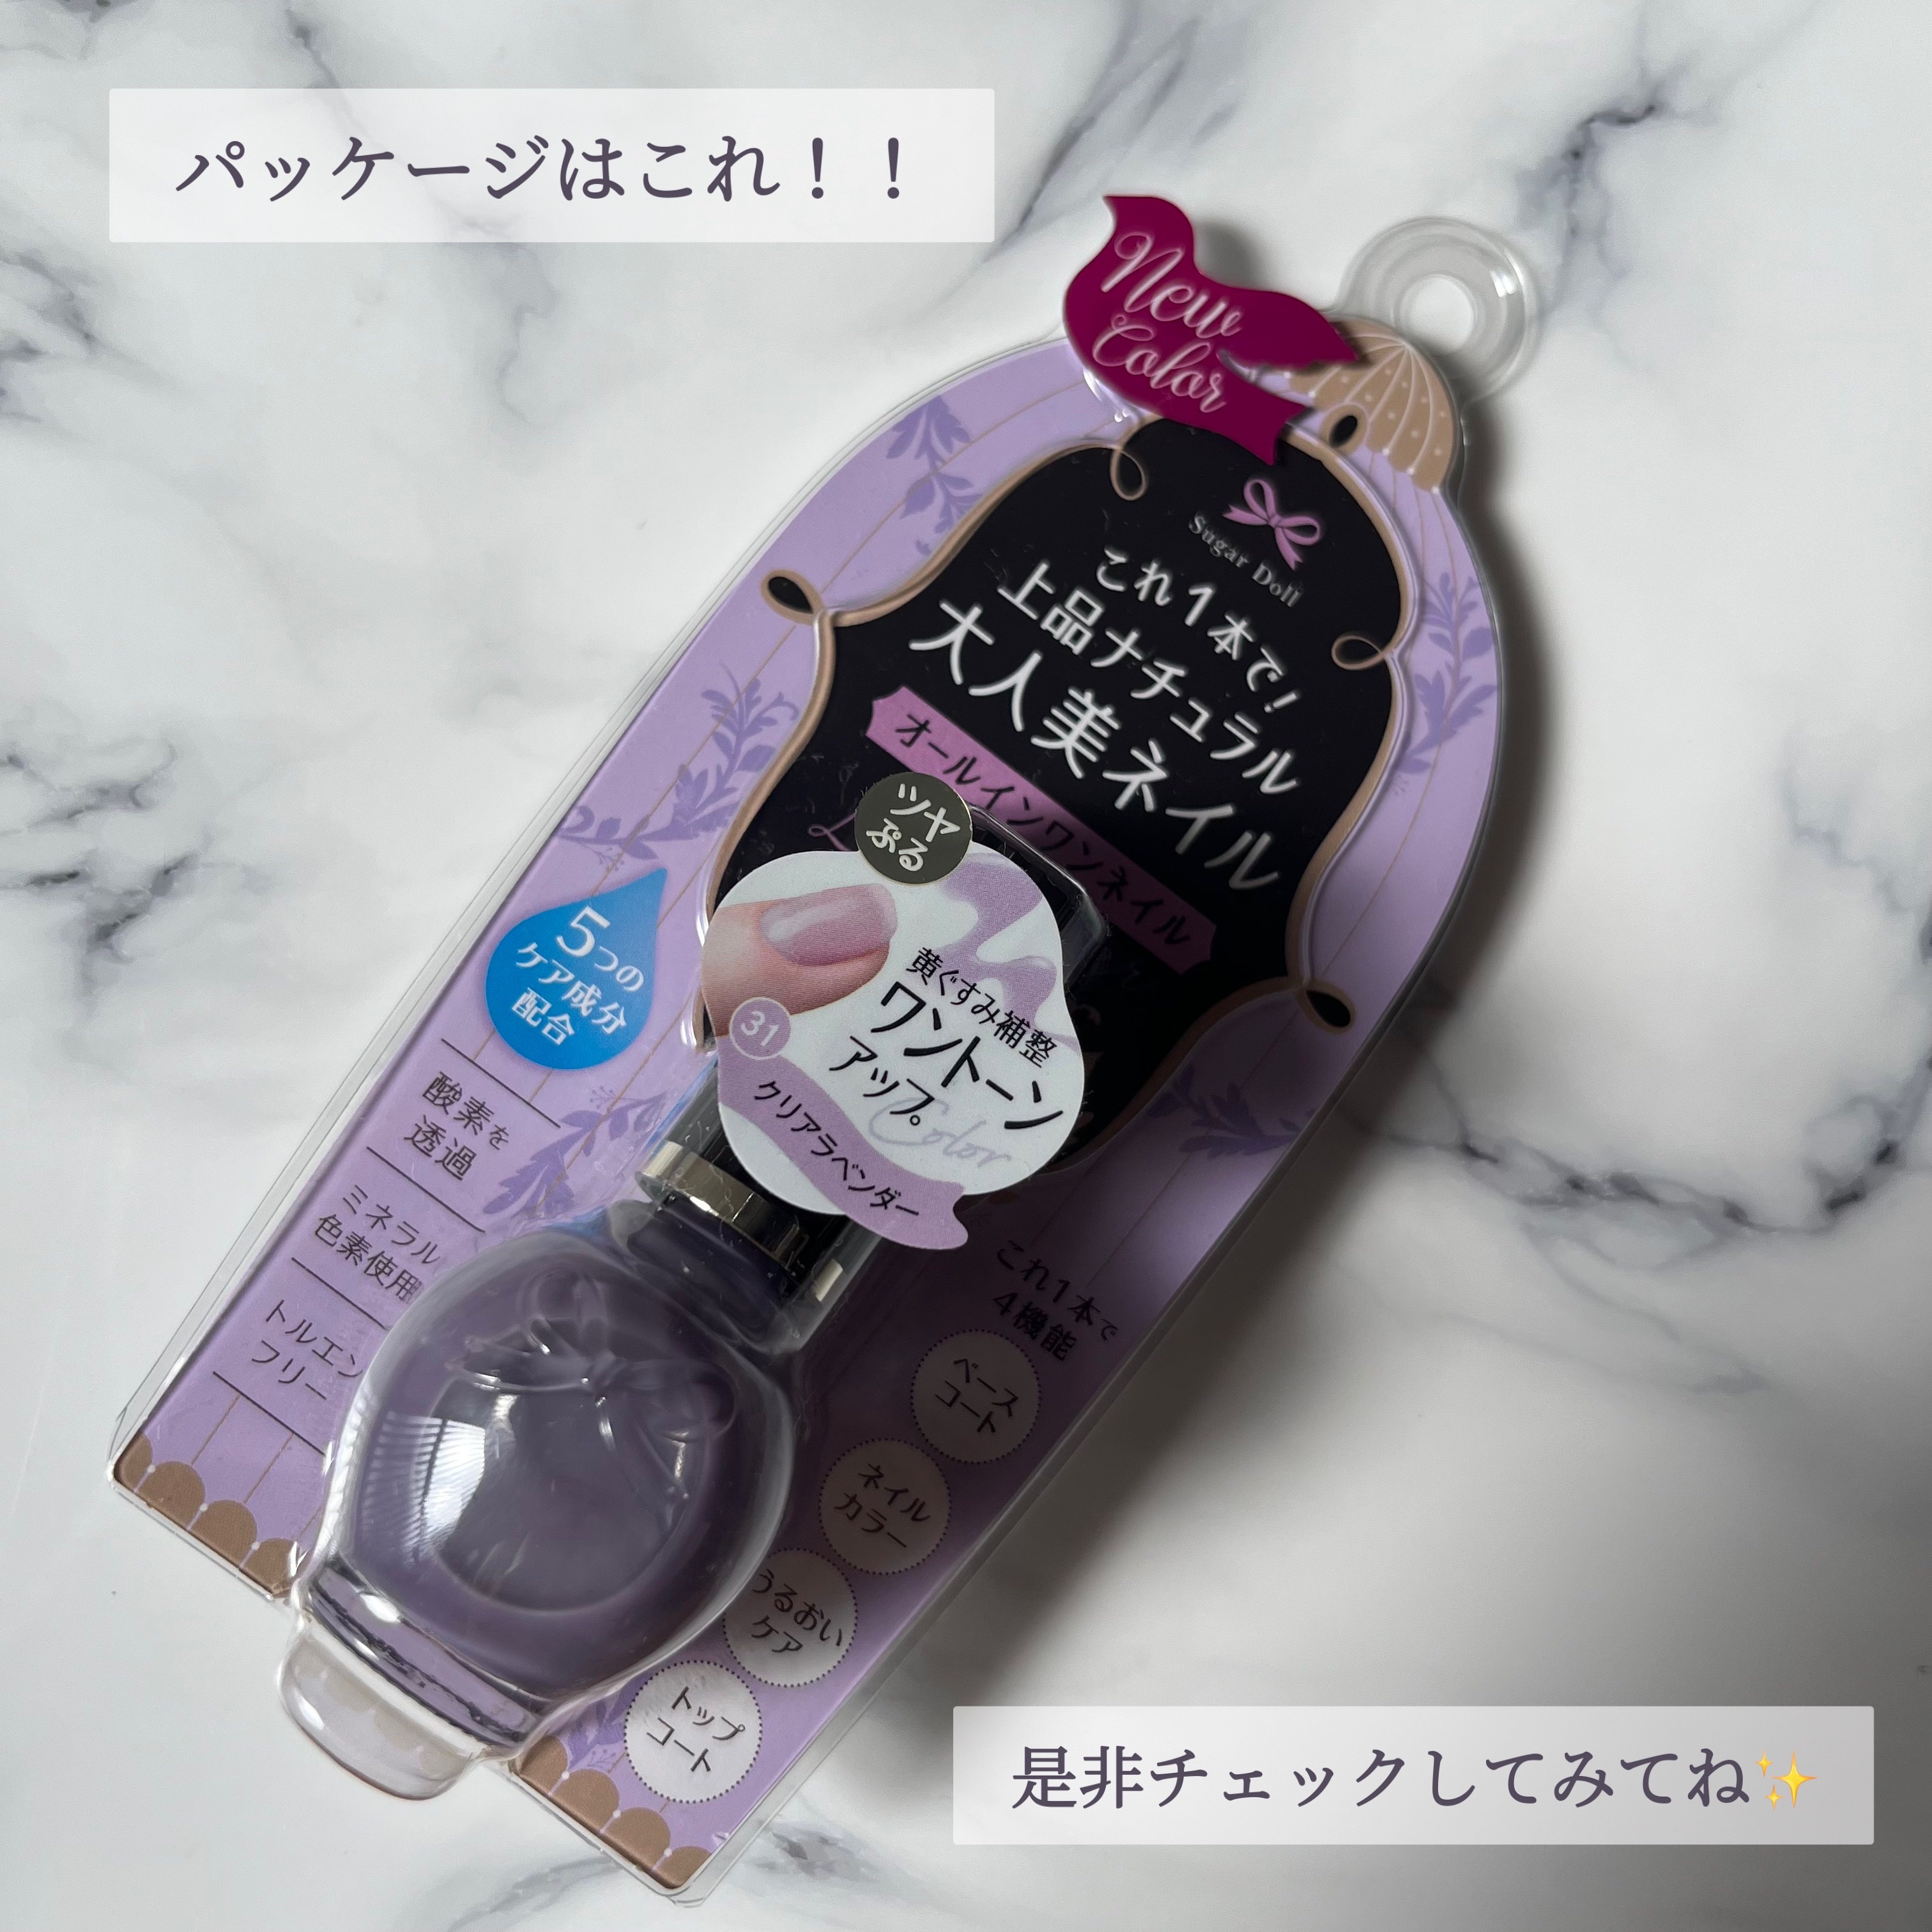 パッケージはこれ！！
New
Color
Sugar Doll
これ1本で!
上品ナチュラル
大人美ネイル
オールインワンネイル
ツヤ
ぷる
黄ぐすみ補整
ワントーン
アップ。
Color
31
クリアラベンダー
5つの
ケア成分
配合
酸素を
透過
ミネラル
色素使用
トルエン
フリー
これ1本で
4機能
ベース
コート
ネイル
カラー
うるおい
ケア
トップ
コート
是非チェックしてみてね✨